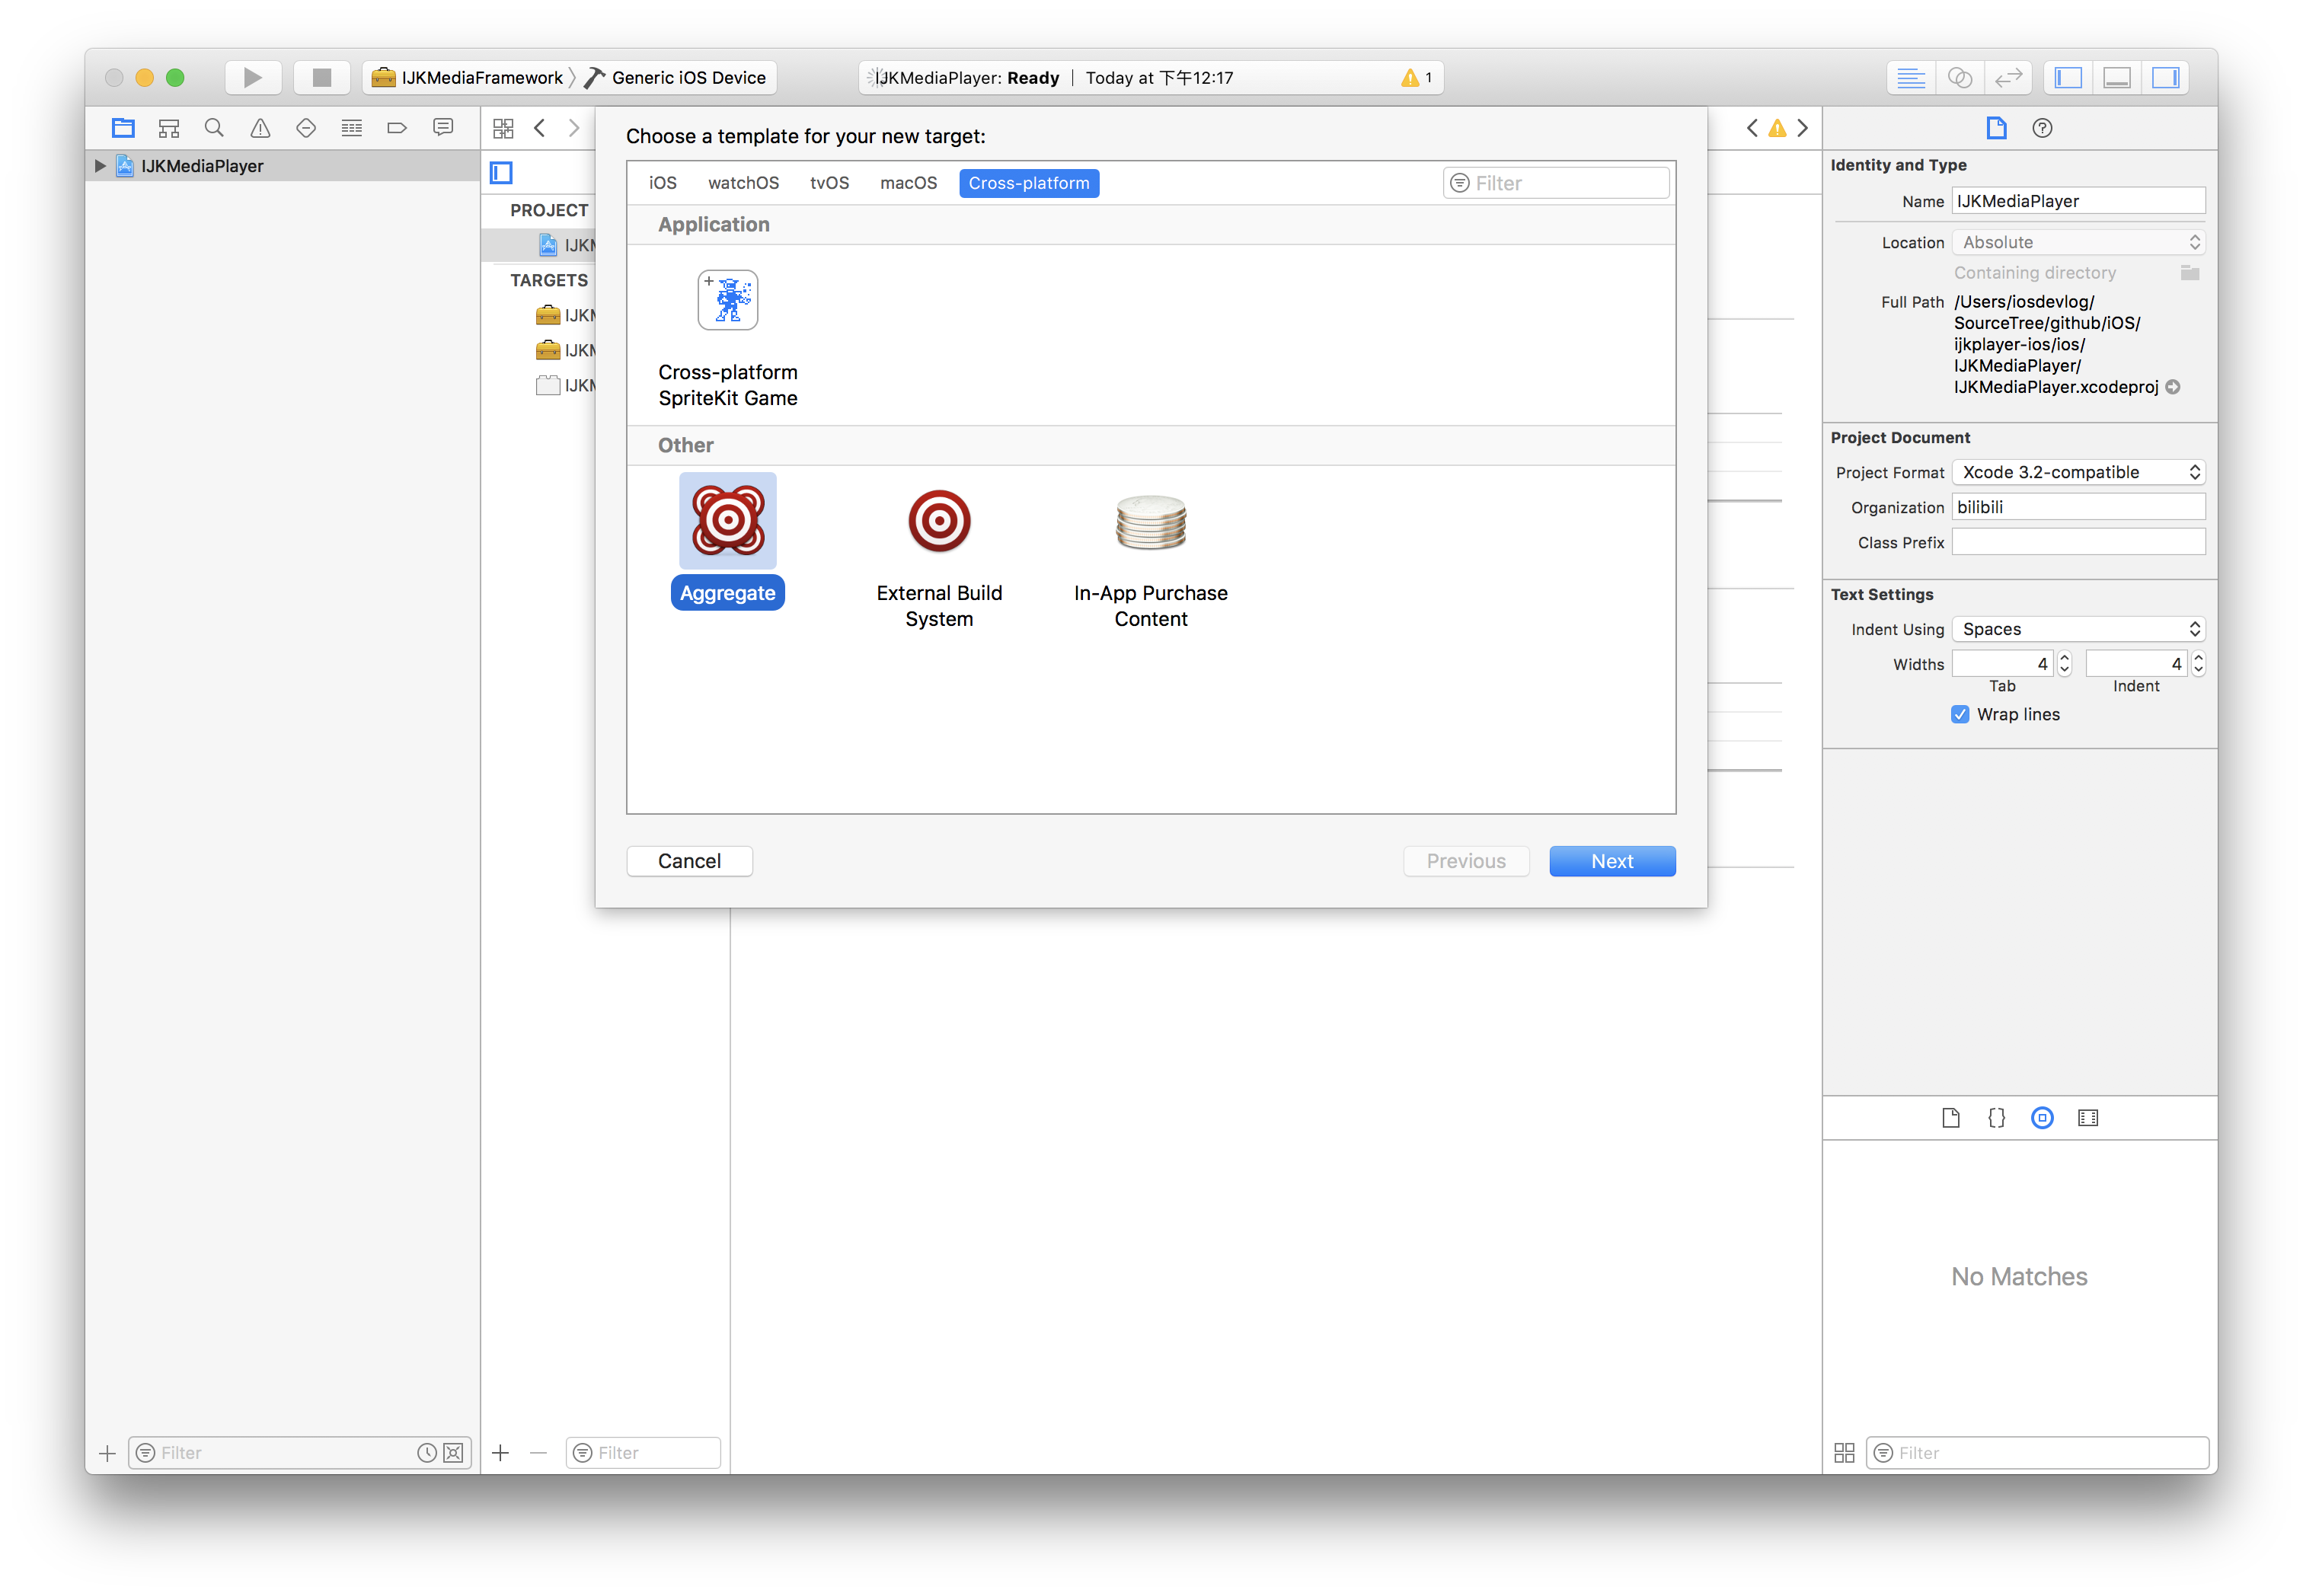 IJKMediaFramework
Generic iOS Device
IJKMediaPlayer: Ready | Today at 下午12:17
1
IJKMediaPlayer
PROJECT
TARGETS
Choose a template for your new target:
iOS
watchOS
tvOS
macOS
Cross-platform
Filter
Application
Cross-platform
SpriteKit Game
Other
Aggregate
External Build
System
In-App Purchase
Content
Cancel
Previous
Next
Identity and Type
Name IJKMediaPlayer
Location Absolute
Containing directory
Full Path /Users/iosdevlog/
SourceTree/github/iOS/
ijkplayer-ios/ios/
IJKMediaPlayer/
IJKMediaPlayer.xcodeproj
Project Document
Project Format Xcode 3.2-compatible
Organization bilibili
Class Prefix
Text Settings
Indent Using Spaces
Widths 4 4
Tab Indent
Wrap lines
No Matches
Filter
Filter
Filter